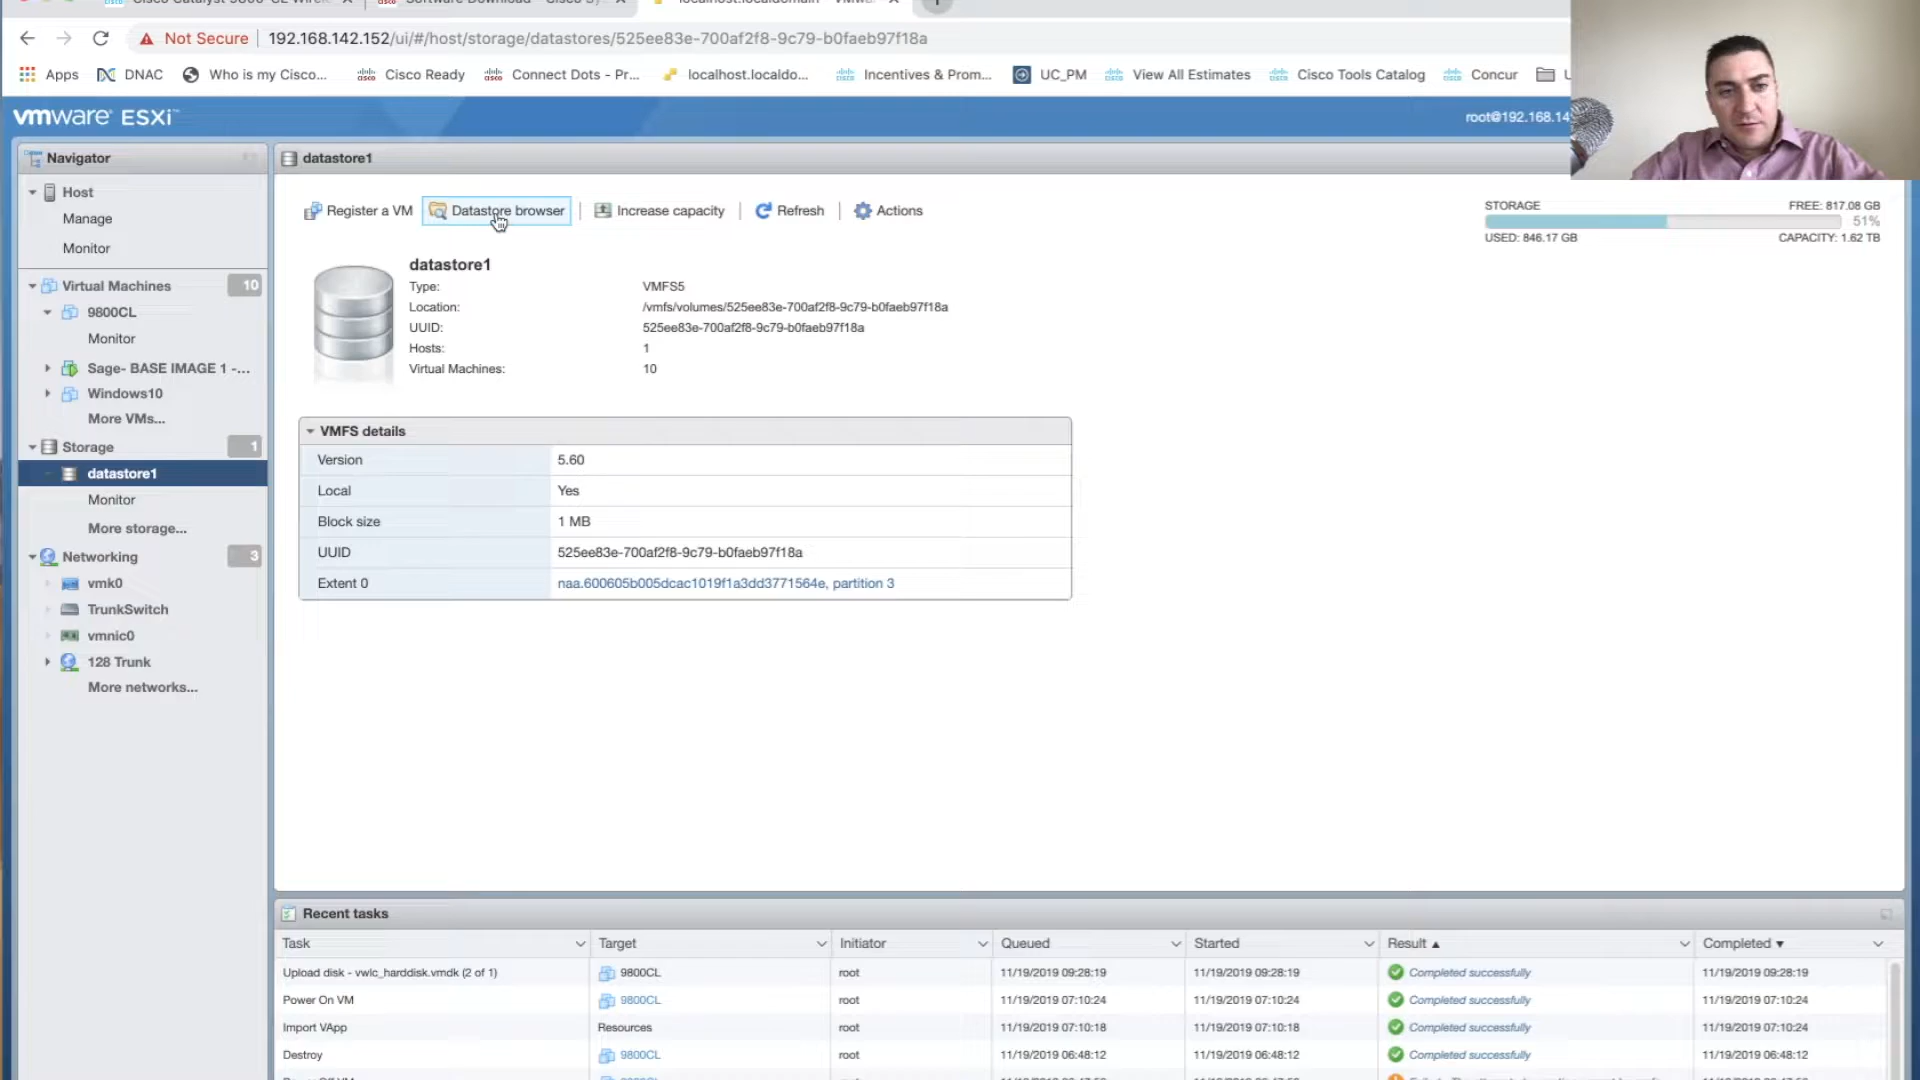 Cisco Catalyst 9800-CL Wirel
Software Download - Cisco Sy
localhost.localdomain - VMwa
Not Secure
192.168.142.152/ui/#/host/storage/datastores/525ee83e-700af2f8-9c79-b0faeb97f18a
Apps
DNAC
Who is my Cisco...
Cisco Ready
Connect Dots - Pr...
localhost.localdo...
Incentives & Prom...
UC_PM
View All Estimates
Cisco Tools Catalog
Concur
vmware ESXi™
root@192.168.14
Navigator
Host
Manage
Monitor
Virtual Machines 10
9800CL
Monitor
Sage- BASE IMAGE 1 -...
Windows10
More VMs...
Storage 1
datastore1
Monitor
More storage...
Networking 3
vmk0
TrunkSwitch
vmnic0
128 Trunk
More networks...
datastore1
Register a VM
Datastore browser
Increase capacity
Refresh
Actions
STORAGE FREE: 817.08 GB
51%
USED: 846.17 GB CAPACITY: 1.62 TB
datastore1
Type: VMFS5
Location: /vmfs/volumes/525ee83e-700af2f8-9c79-b0faeb97f18a
UUID: 525ee83e-700af2f8-9c79-b0faeb97f18a
Hosts: 1
Virtual Machines: 10
VMFS details
Version 5.60
Local Yes
Block size 1 MB
UUID 525ee83e-700af2f8-9c79-b0faeb97f18a
Extent 0 naa.600605b005dcac1019f1a3dd3771564e, partition 3
Recent tasks
Task Target Initiator Queued Started Result ▲ Completed ▼
Upload disk - vwlc_harddisk.vmdk (2 of 1) 9800CL root 11/19/2019 09:28:19 11/19/2019 09:28:19 Completed successfully 11/19/2019 09:28:19
Power On VM 9800CL root 11/19/2019 07:10:24 11/19/2019 07:10:24 Completed successfully 11/19/2019 07:10:24
Import VApp Resources root 11/19/2019 07:10:18 11/19/2019 07:10:18 Completed successfully 11/19/2019 07:10:24
Destroy 9800CL root 11/19/2019 06:48:12 11/19/2019 06:48:12 Completed successfully 11/19/2019 06:48:12